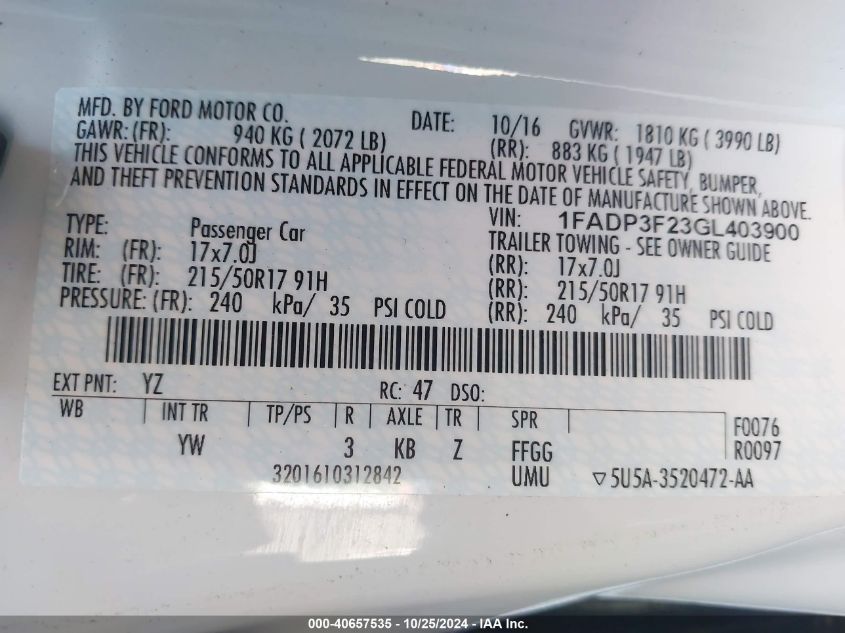 MFD. BY FORD MOTOR CO. DATE: 10/16 GVWR: 1810 KG ( 3990 LB)
GAWR: (FR): 940 KG ( 2072 LB) (RR): 883 KG ( 1947 LB)
THIS VEHICLE CONFORMS TO ALL APPLICABLE FEDERAL MOTOR VEHICLE SAFETY, BUMPER,
AND THEFT PREVENTION STANDARDS IN EFFECT ON THE DATE OF MANUFACTURE SHOWN ABOVE.
VIN: 1FADP3F23GL403900
TYPE: Passenger Car TRAILER TOWING - SEE OWNER GUIDE
RIM: (FR): 17x7.0J (RR): 17x7.0J
TIRE: (FR): 215/50R17 91H (RR): 215/50R17 91H
PRESSURE: (FR): 240 kPa/ 35 PSI COLD (RR): 240 kPa/ 35 PSI COLD
EXT PNT: YZ RC: 47 DSO:
WB INT TR TP/PS R AXLE TR SPR F0076
YW 3 KB Z FFGG R0097
3201610312842 UMU ▽5U5A-3520472-AA
000-40657535 - 10/25/2024 - IAA Inc.